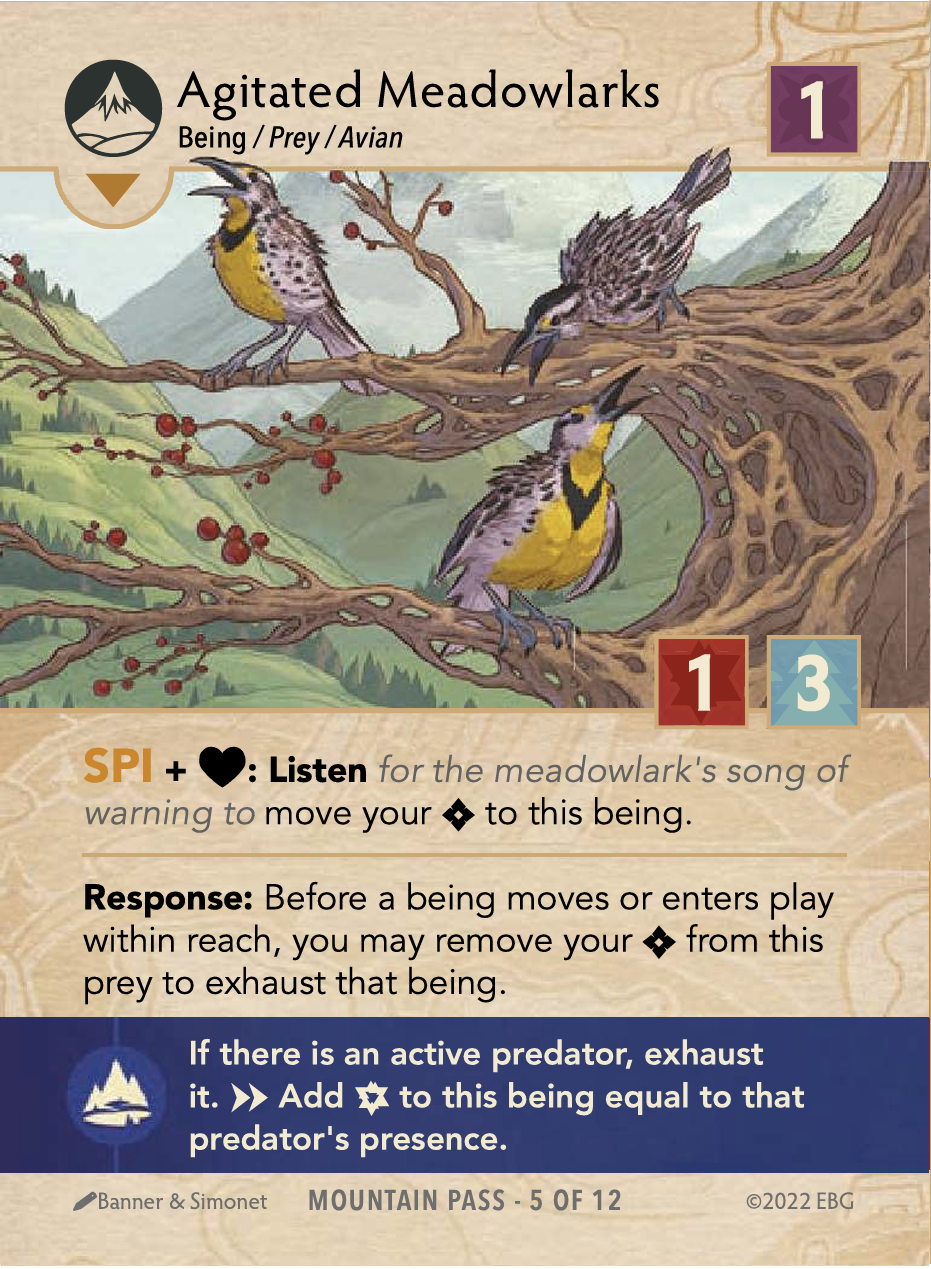 Agitated Meadowlarks
Being / Prey / Avian
1
1
3
SPI + ♥: Listen for the meadowlark's song of
warning to move your ❖ to this being.
Response: Before a being moves or enters play
within reach, you may remove your ❖ from this
prey to exhaust that being.
If there is an active predator, exhaust
it. » Add ✡ to this being equal to that
predator's presence.
Banner & Simonet
MOUNTAIN PASS - 5 OF 12
©2022 EBG